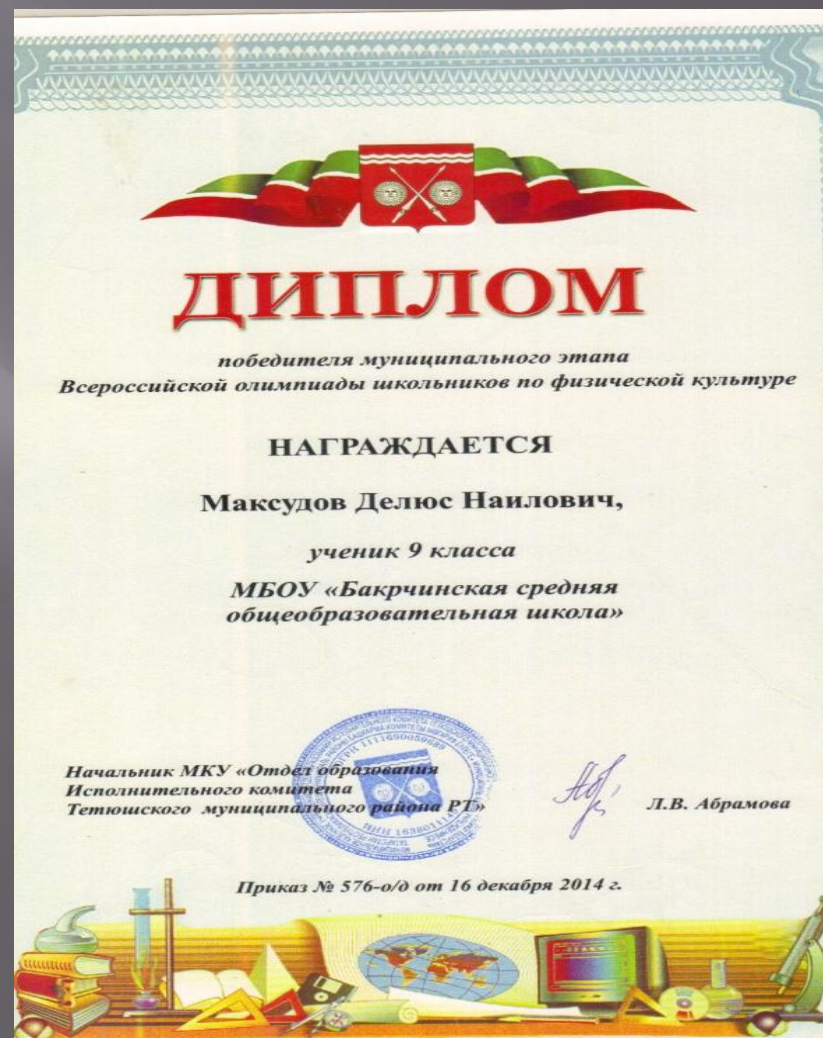 ДИПЛОМ
победителя муниципального этапа
Всероссийской олимпиады школьников по физической культуре
НАГРАЖДАЕТСЯ
Максудов Делюс Наилович,
ученик 9 класса
МБОУ «Бакрчинская средняя
общеобразовательная школа»
Начальник МКУ «Отдел образования
Исполнительного комитета
Тетюшского муниципального района РТ»
Л.В. Абрамова
Приказ № 576-о/д от 16 декабря 2014 г.